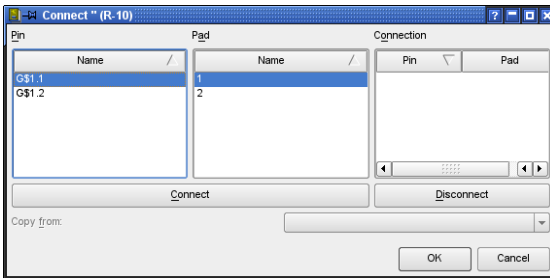 Connect '' (R-10)
Pin
Pad
Connection
Name
Name
Pin
Pad
G$1.1
1
G$1.2
2
Connect
Disconnect
Copy from:
OK
Cancel